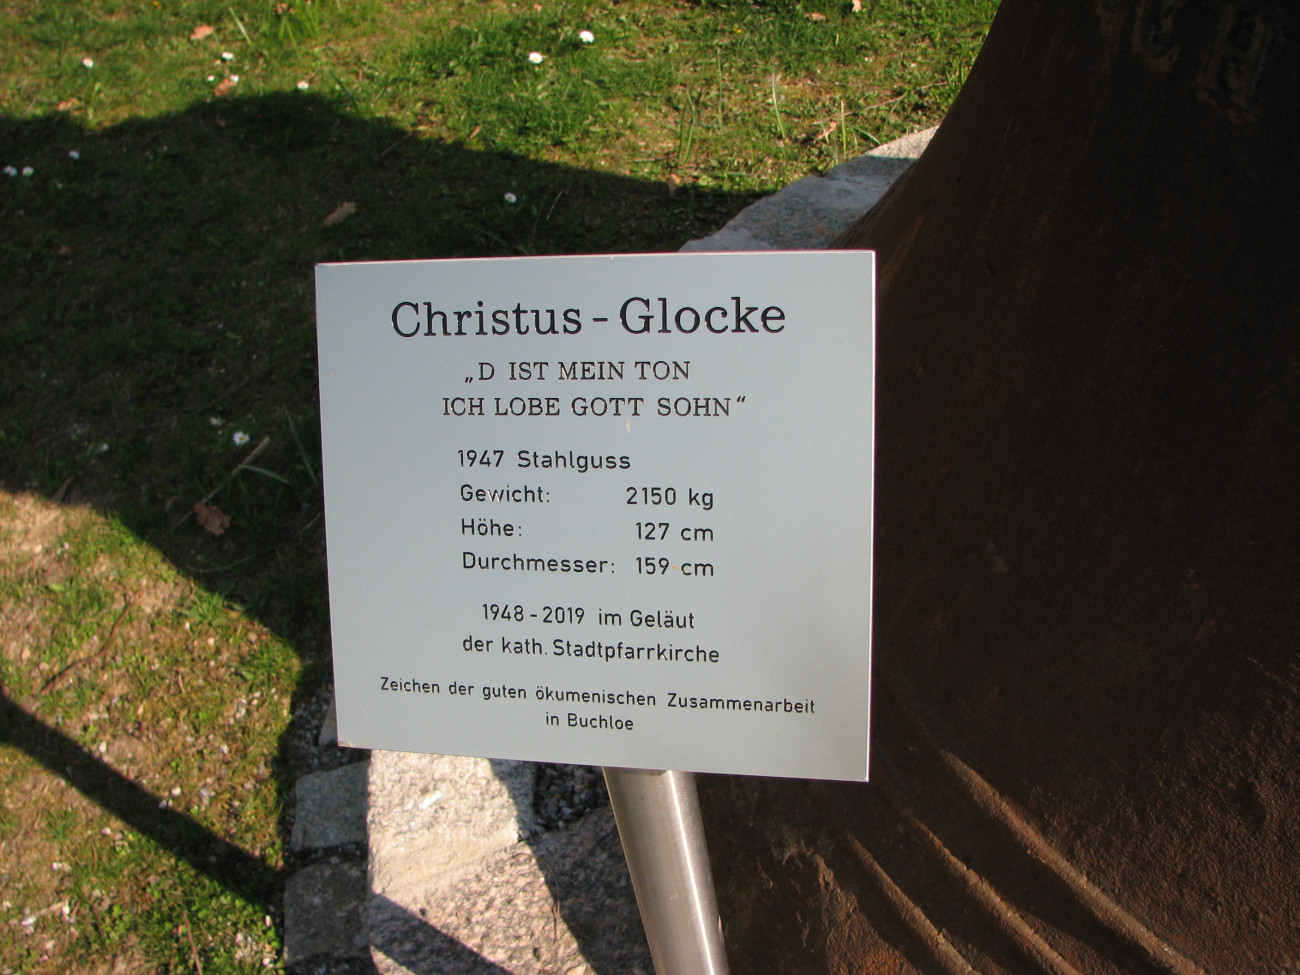 Christus - Glocke
„D IST MEIN TON
ICH LOBE GOTT SOHN“
1947 Stahlguss
Gewicht: 2150 kg
Höhe: 127 cm
Durchmesser: 159 cm
1948 - 2019 im Geläut
der kath. Stadtpfarrkirche
Zeichen der guten ökumenischen Zusammenarbeit
in Buchloe